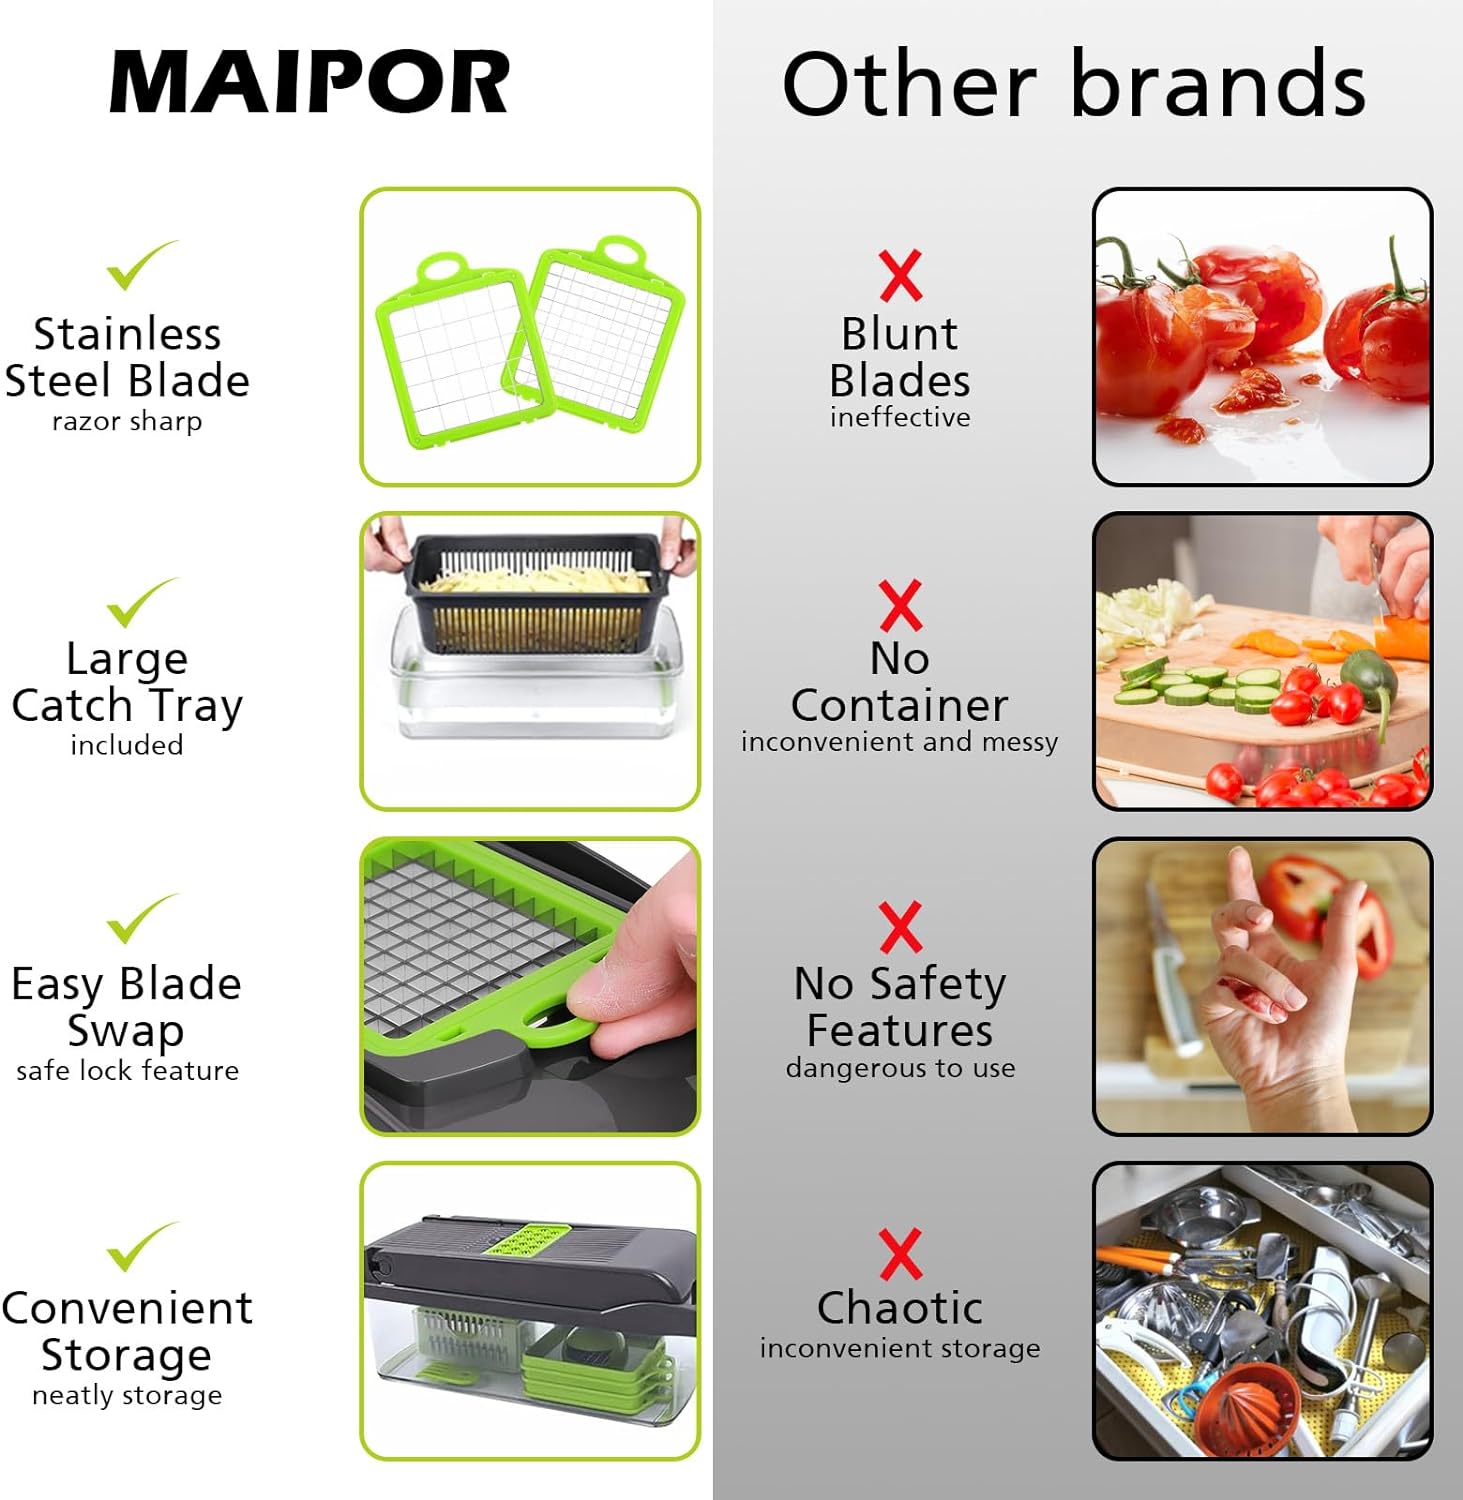 MAIPOR
Other brands
Stainless
Steel Blade
razor sharp
Blunt
Blades
ineffective
Large
Catch Tray
included
No
Container
inconvenient and messy
Easy Blade
Swap
safe lock feature
No Safety
Features
dangerous to use
Convenient
Storage
neatly storage
Chaotic
inconvenient storage